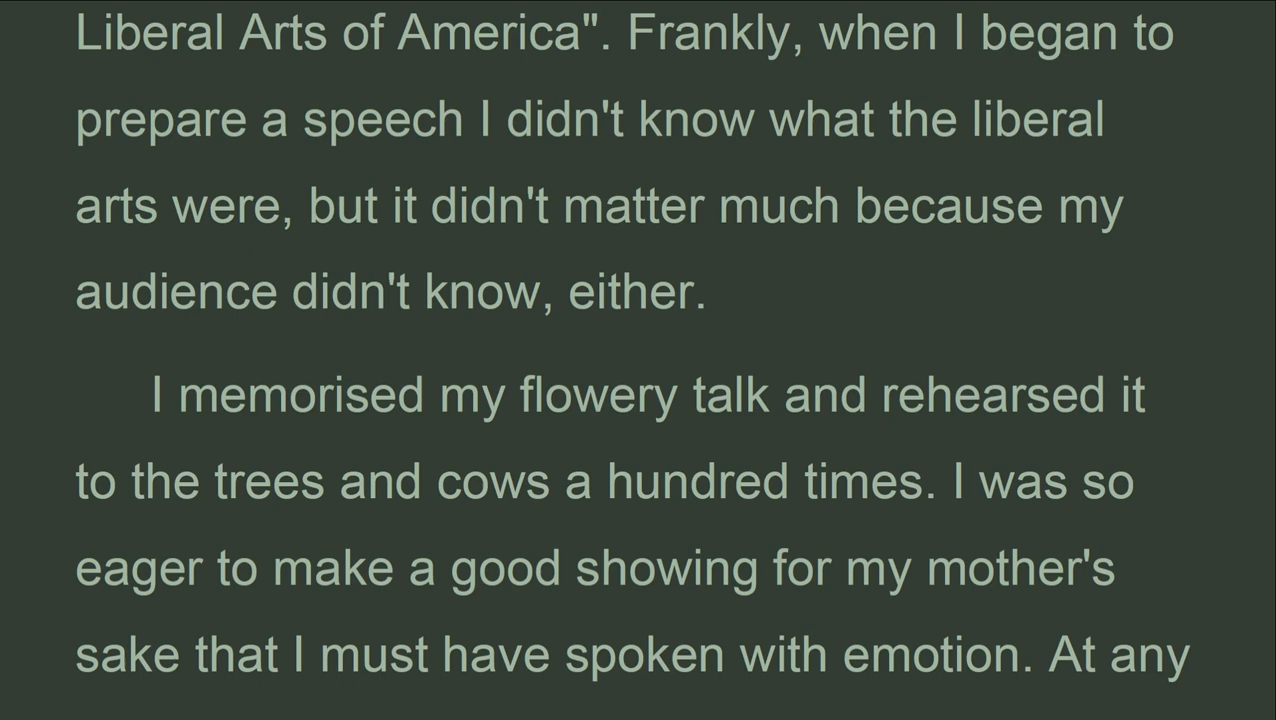 Liberal Arts of America". Frankly, when I began to
prepare a speech I didn't know what the liberal
arts were, but it didn't matter much because my
audience didn't know, either.
I memorised my flowery talk and rehearsed it
to the trees and cows a hundred times. I was so
eager to make a good showing for my mother's
sake that I must have spoken with emotion. At any